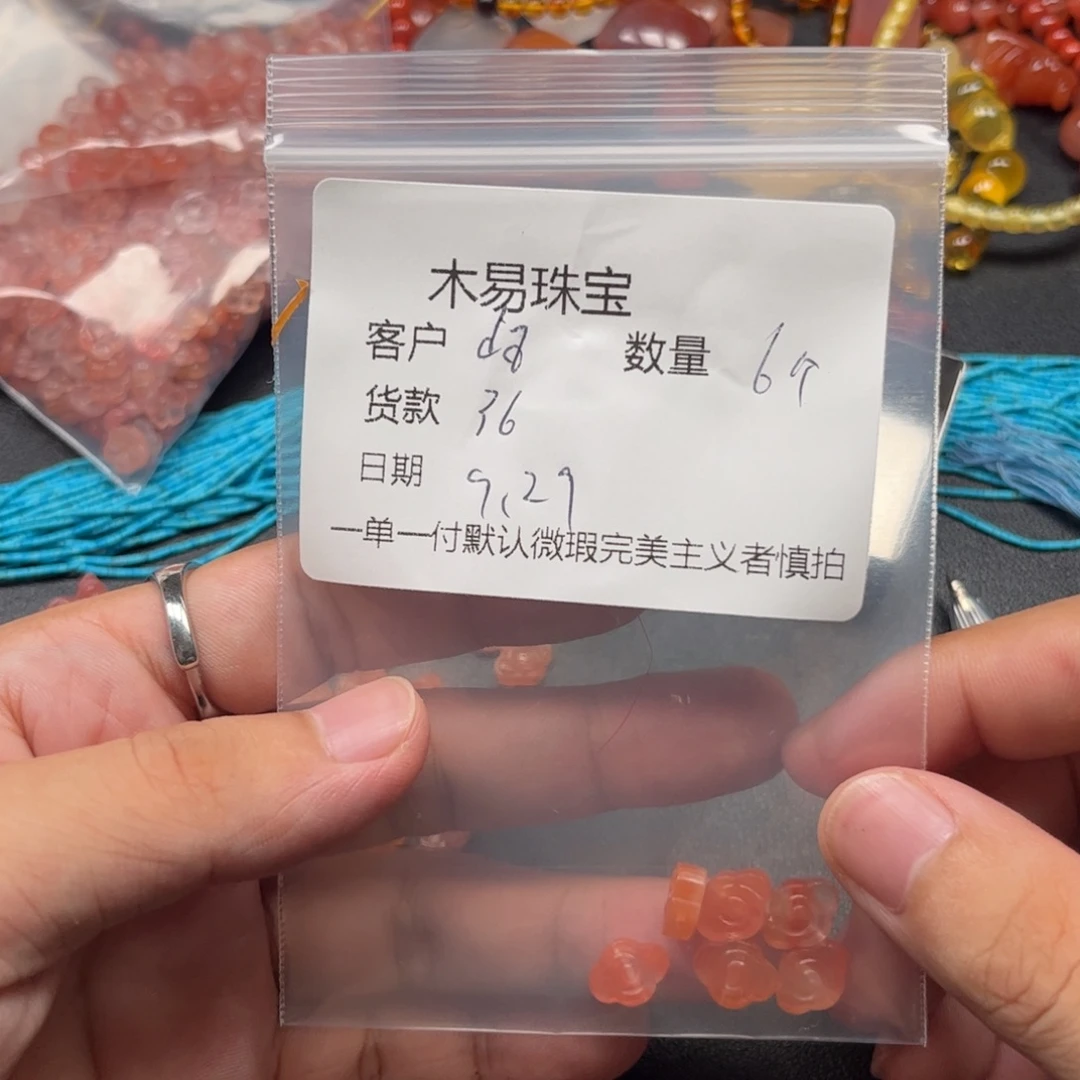 木易珠宝
客户 da 数量 6个
货款 36
日期 9.29
一单一付默认微瑕完美主义者慎拍